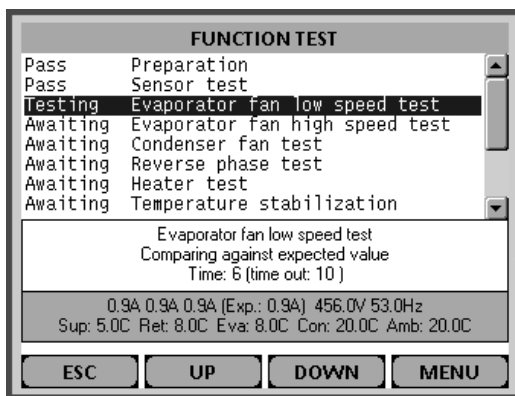 FUNCTION TEST
Pass Preparation
Pass Sensor test
Testing Evaporator fan low speed test
Awaiting Evaporator fan high speed test
Awaiting Condenser fan test
Awaiting Reverse phase test
Awaiting Heater test
Awaiting Temperature stabilization
Evaporator fan low speed test
Comparing against expected value
Time: 6 (time out: 10 )
0.9A 0.9A 0.9A (Exp.: 0.9A) 456.0V 53.0Hz
Sup: 5.0C Ret: 8.0C Eva: 8.0C Con: 20.0C Amb: 20.0C
ESC UP DOWN MENU